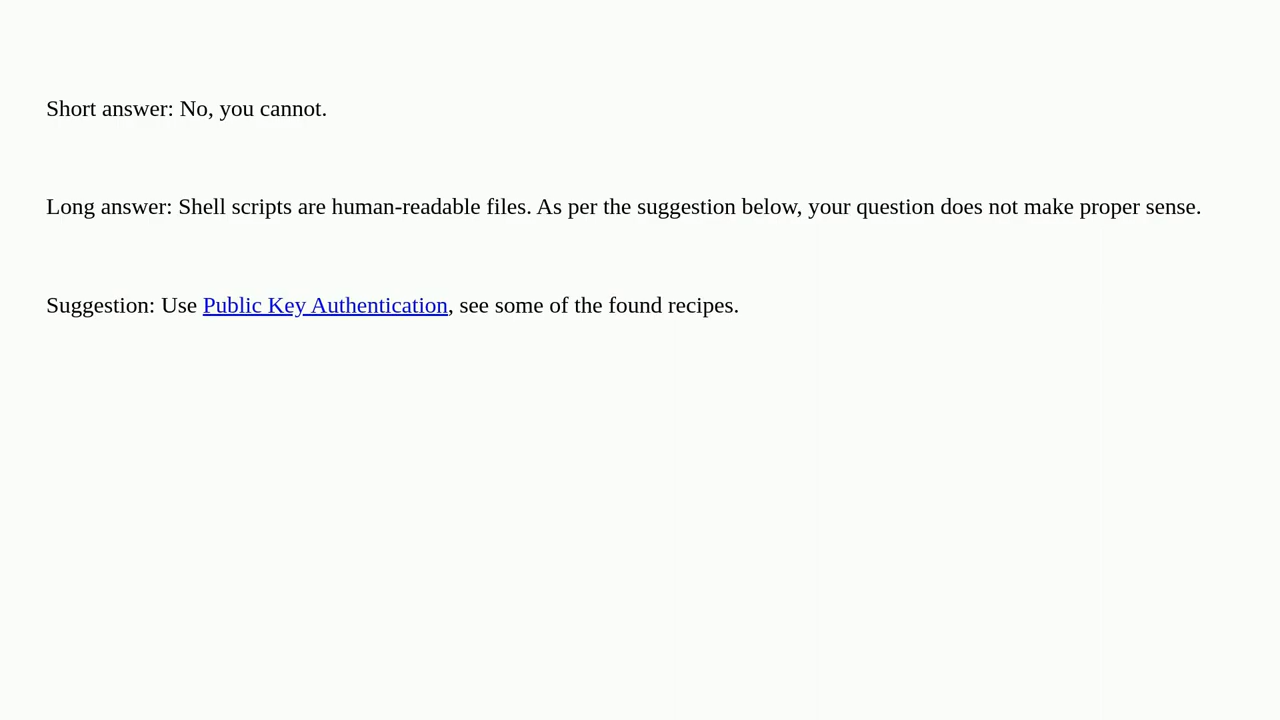 Short answer: No, you cannot.
Long answer: Shell scripts are human-readable files. As per the suggestion below, your question does not make proper sense.
Suggestion: Use Public Key Authentication, see some of the found recipes.